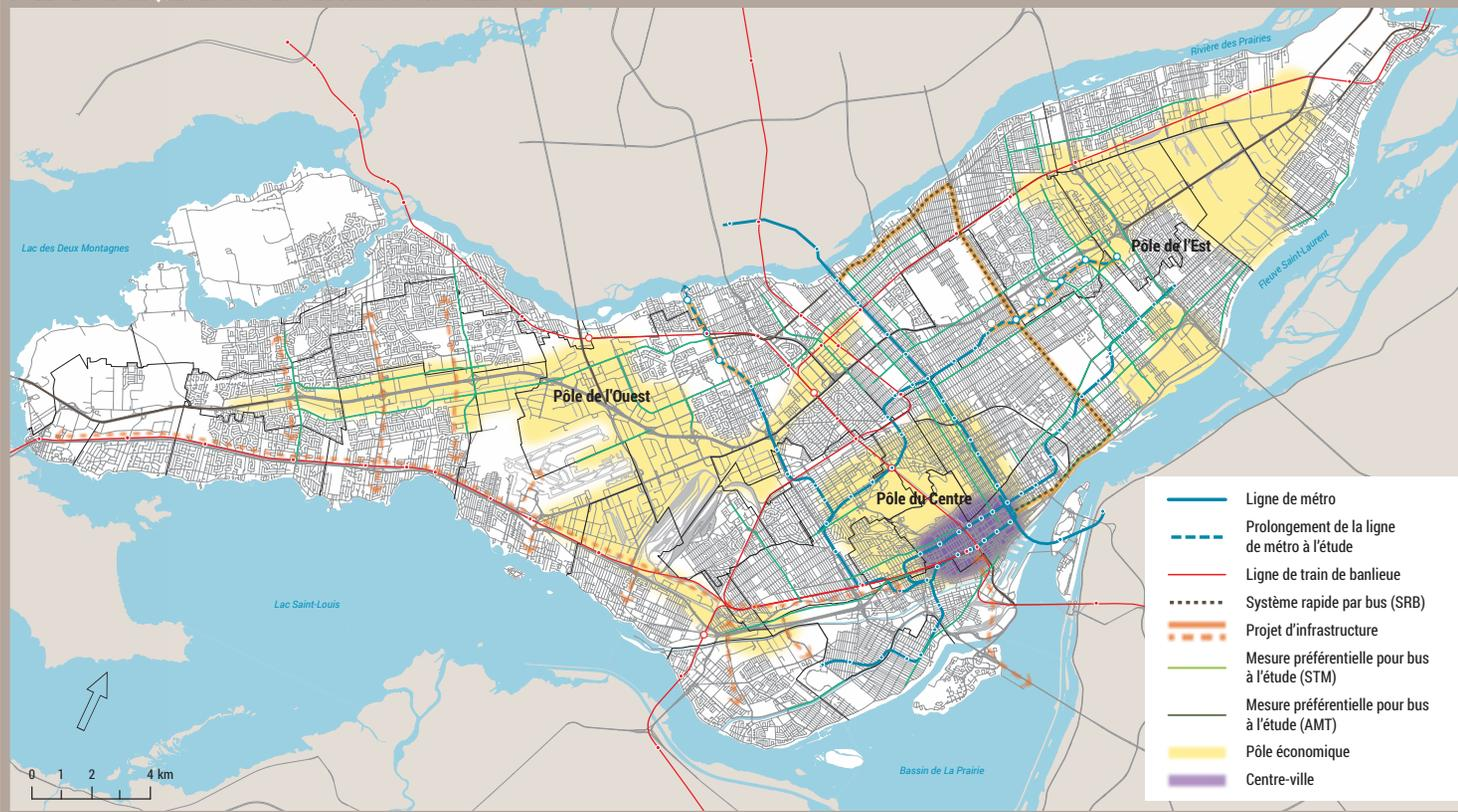 Rivière des Prairies
Lac des Deux Montagnes
Pôle de l'Est
Fleuve Saint-Laurent
Pôle de l'Ouest
Pôle du Centre
Lac Saint-Louis
Bassin de La Prairie
0 1 2 4 km
Ligne de métro
Prolongement de la ligne
de métro à l'étude
Ligne de train de banlieue
Système rapide par bus (SRB)
Projet d'infrastructure
Mesure préférentielle pour bus
à l'étude (STM)
Mesure préférentielle pour bus
à l'étude (AMT)
Pôle économique
Centre-ville